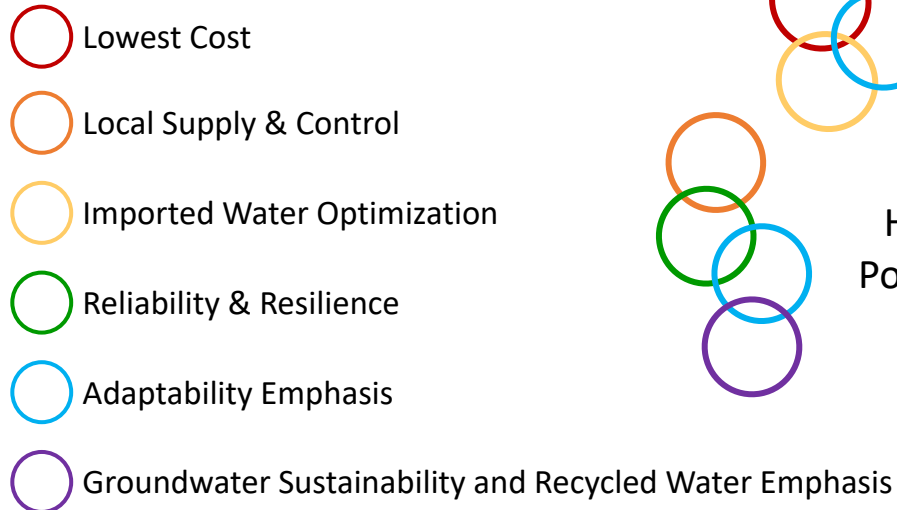 Lowest Cost
Local Supply & Control
Imported Water Optimization
Reliability & Resilience
Adaptability Emphasis
Groundwater Sustainability and Recycled Water Emphasis